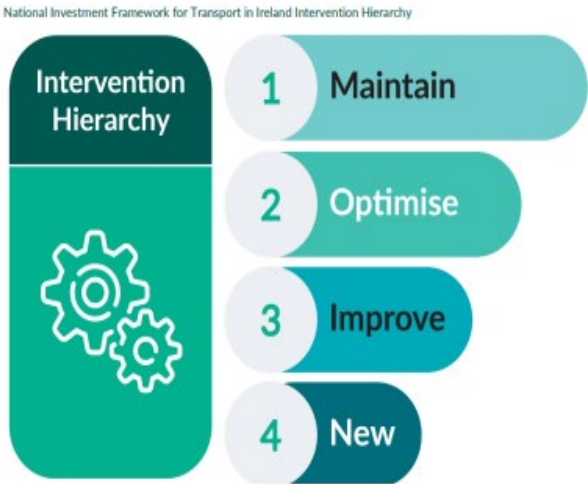 National Investment Framework for Transport in Ireland Intervention Hierarchy
Intervention
Hierarchy
1 Maintain
2 Optimise
3 Improve
4 New